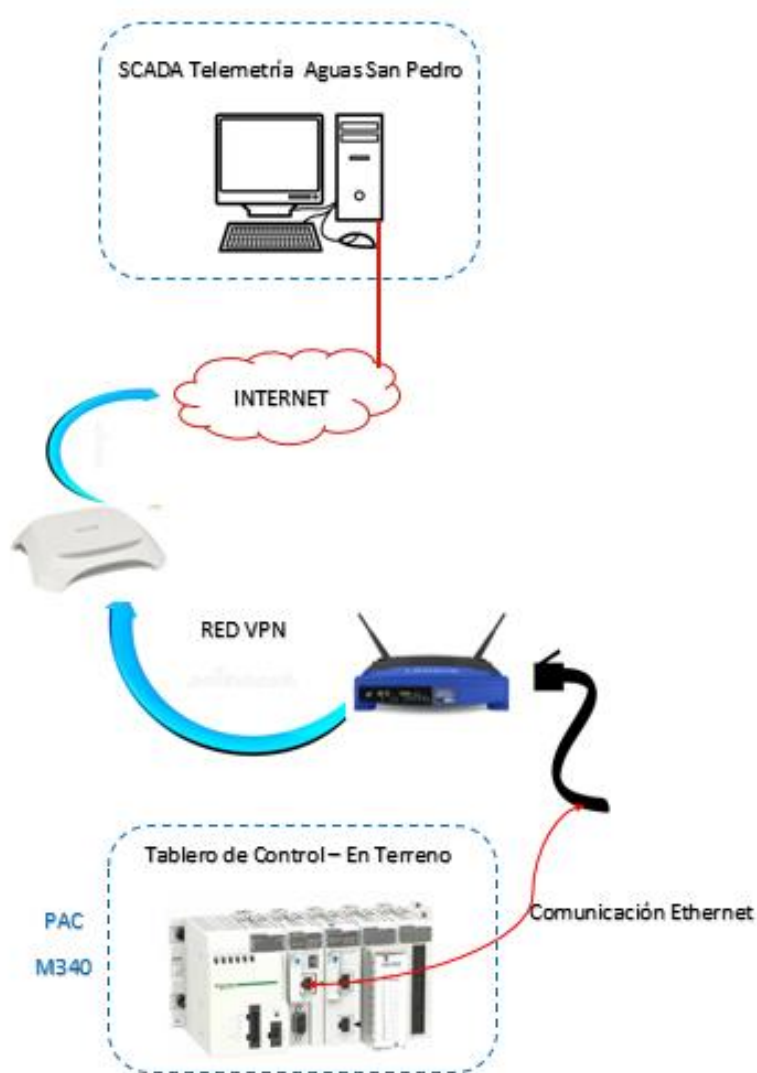 SCADA Telemetría Aguas San Pedro
INTERNET
RED VPN
Tablero de Control – En Terreno
PAC
M340
Comunicación Ethernet